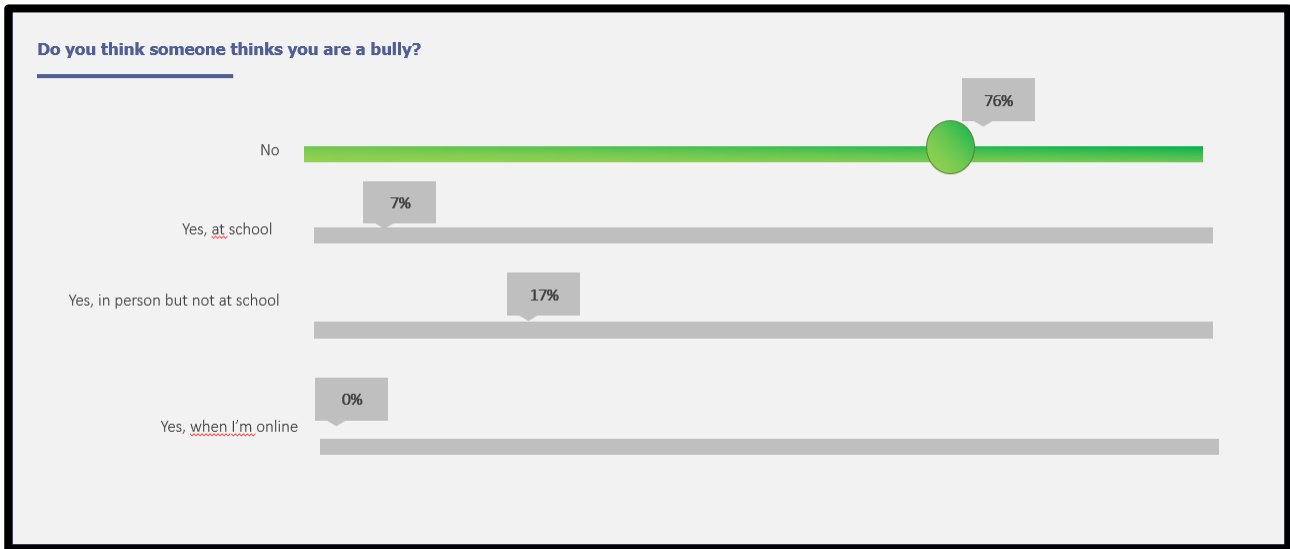 Do you think someone thinks you are a bully?
76%
No
7%
Yes, at school
17%
Yes, in person but not at school
0%
Yes, when I'm online